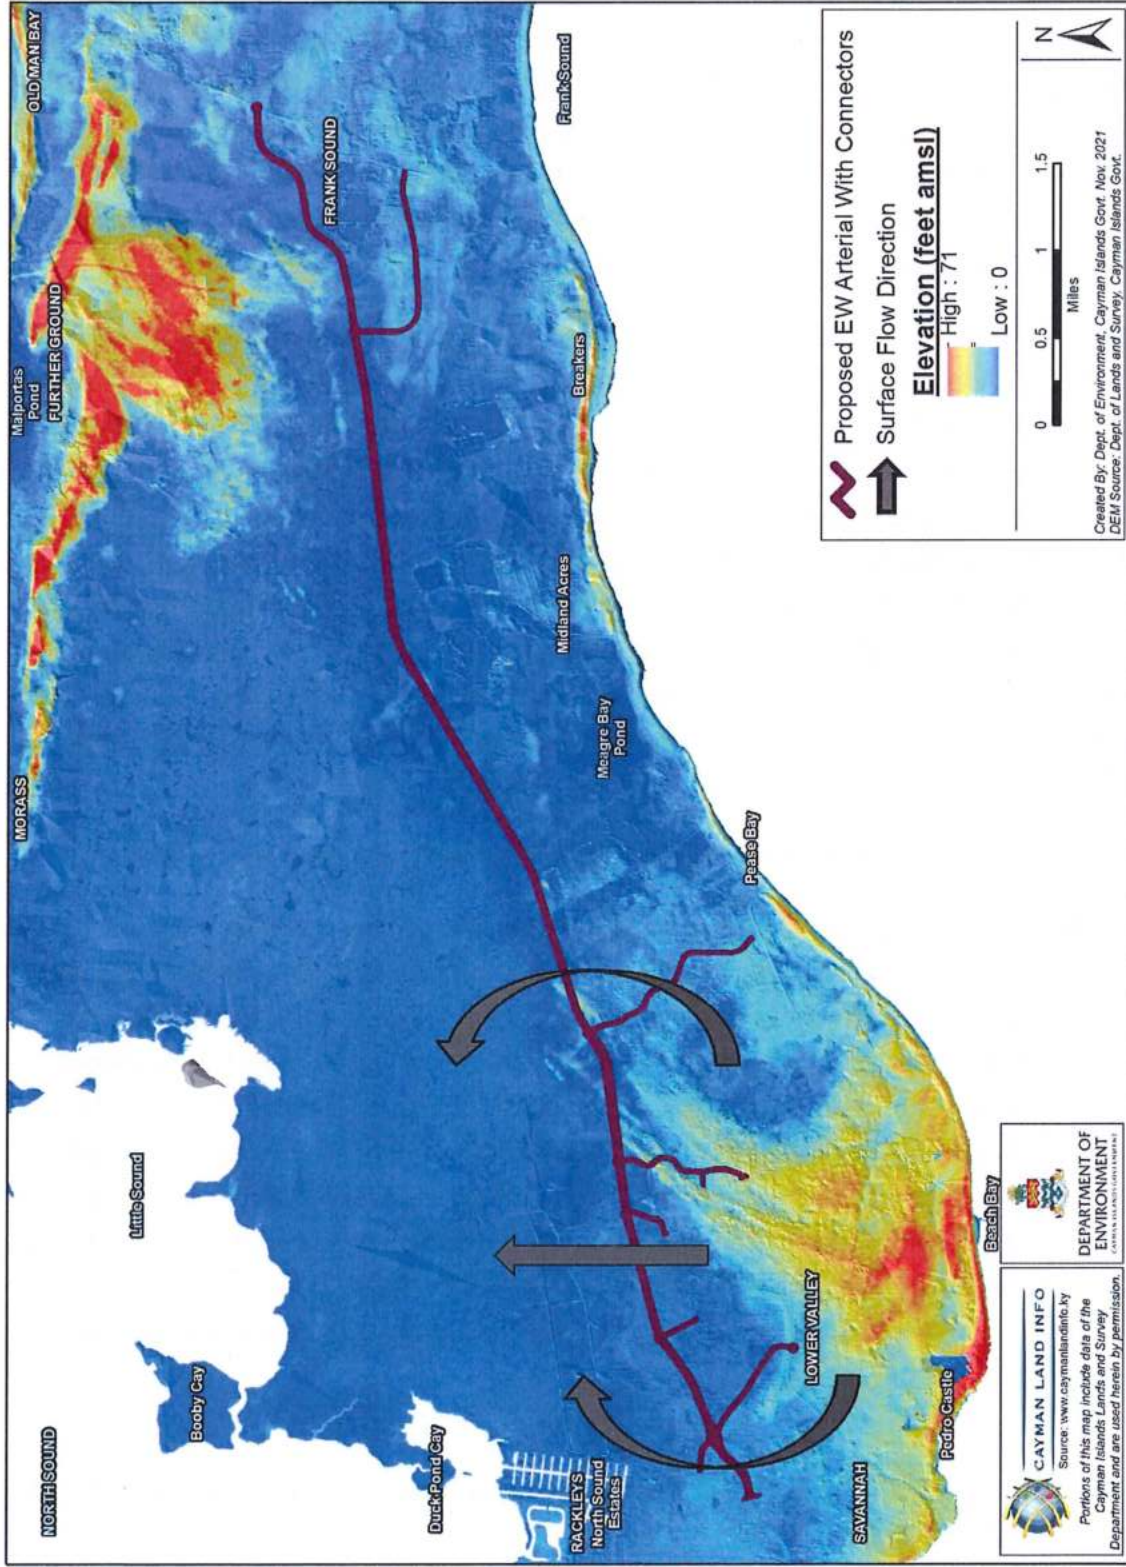 NORTH SOUND
Booby Cay
Little Sound
Duck Pond Cay
RACKLEYS
North Sound
Estates
MORASS
Malportas
Pond
FURTHER GROUND
OLD MAN BAY
FRANK SOUND
Frank Sound
Breakers
Midland Acres
Meagre Bay
Pond
Pease Bay
LOWER VALLEY
SAVANNAH
Pedro Castle
Beach Bay
CAYMAN LAND INFO
Source: www.caymanlandinfo.ky
Portions of this map include data of the
Cayman Islands Lands and Survey
Department and are used herein by permission.
DEPARTMENT OF
ENVIRONMENT
CAYMAN ISLANDS GOVERNMENT
Proposed EW Arterial With Connectors
Surface Flow Direction
Elevation (feet amsl)
High : 71
Low : 0
N
0 0.5 1 1.5
Miles
Created By: Dept. of Environment, Cayman Islands Govt. Nov. 2021
DEM Source: Dept. of Lands and Survey, Cayman Islands Govt.